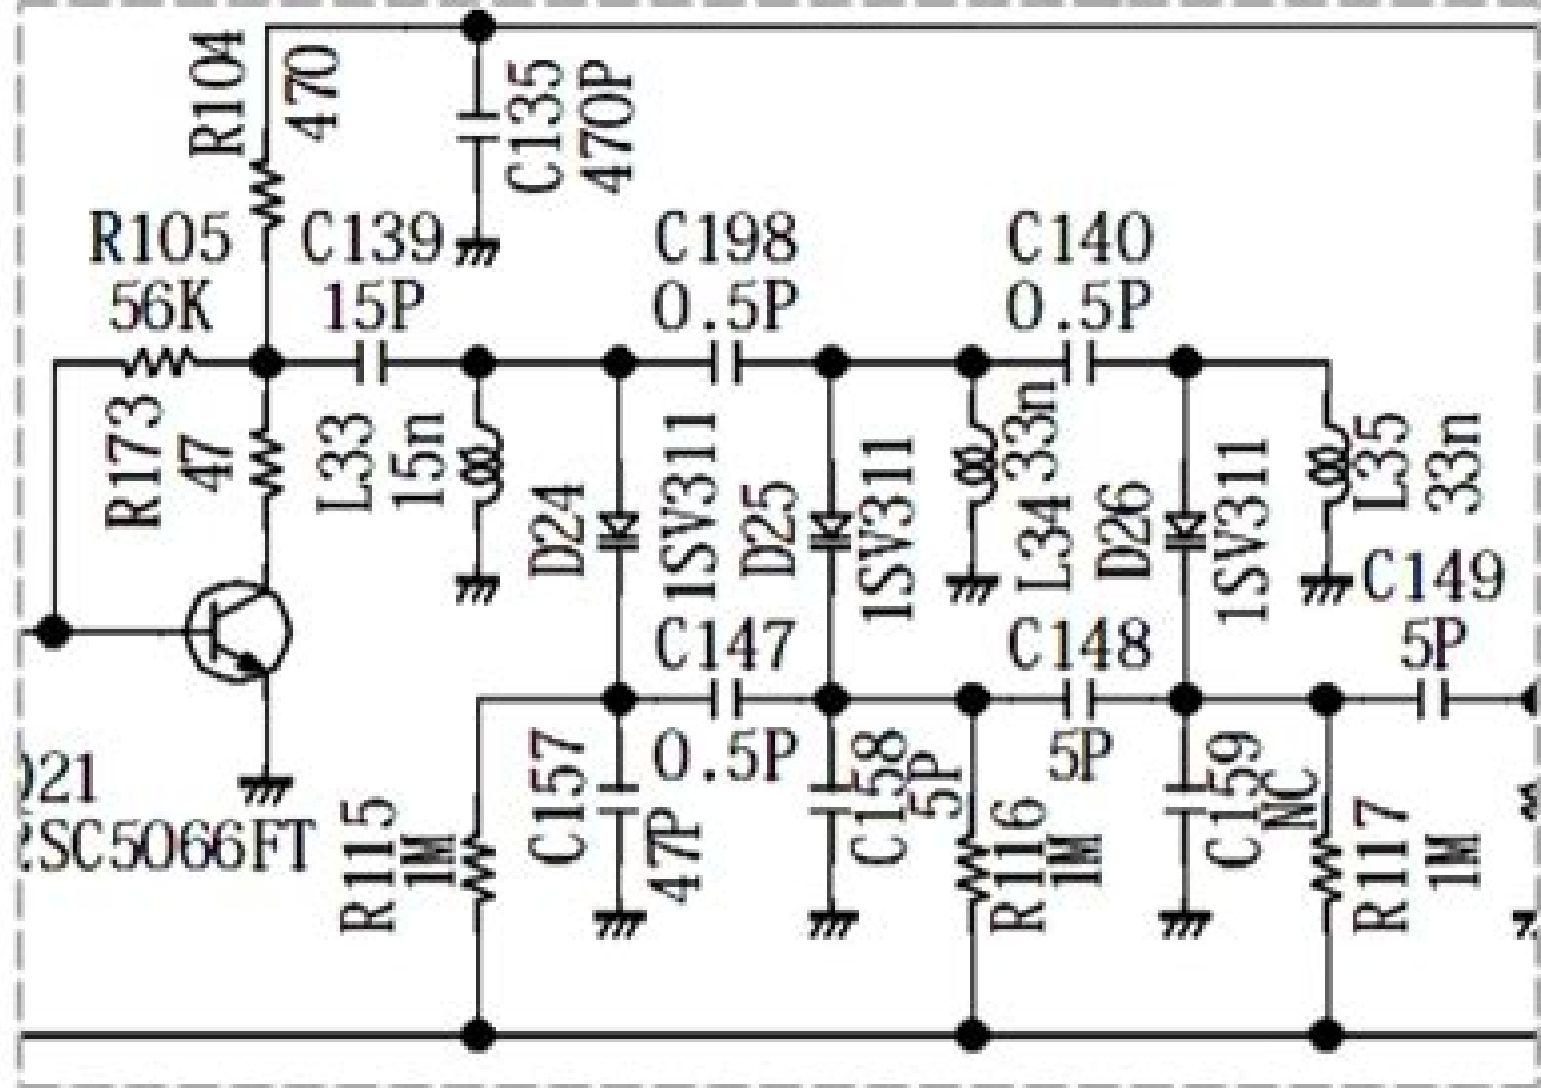 R104
470
C135
470P
R105
56K
C139
15P
C198
0.5P
C140
0.5P
R173
47
L33
15n
D24
1SV311
D25
1SV311
L34
33n
D26
1SV311
L35
33n
C149
5P
C147
0.5P
C148
5P
Q21
2SC5066FT
R115
1M
C157
47P
C158
5P
R116
1M
C159
NC
R117
1M